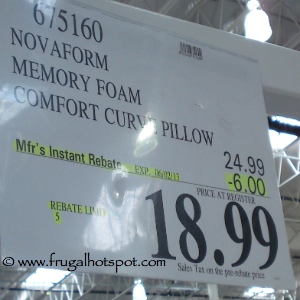 675160
NOVAFORM
MEMORY FOAM
COMFORT CURVE PILLOW
Mfr's Instant Rebate EXP. 06/02/13
24.99
-6.00
PRICE AT REGISTER
REBATE LIMIT
5
18.99
Sales Tax on the pre-rebate price
www.frugalhotspot.com